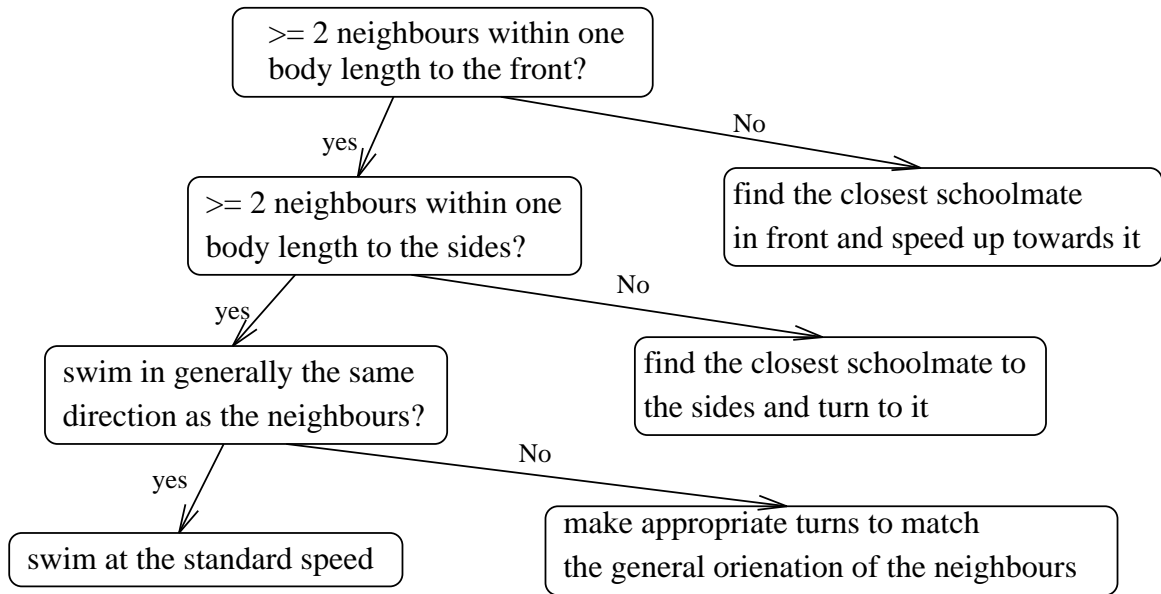 >= 2 neighbours within one
body length to the front?
yes
No
>= 2 neighbours within one
body length to the sides?
find the closest schoolmate
in front and speed up towards it
yes
No
swim in generally the same
direction as the neighbours?
find the closest schoolmate to
the sides and turn to it
yes
No
swim at the standard speed
make appropriate turns to match
the general orienation of the neighbours